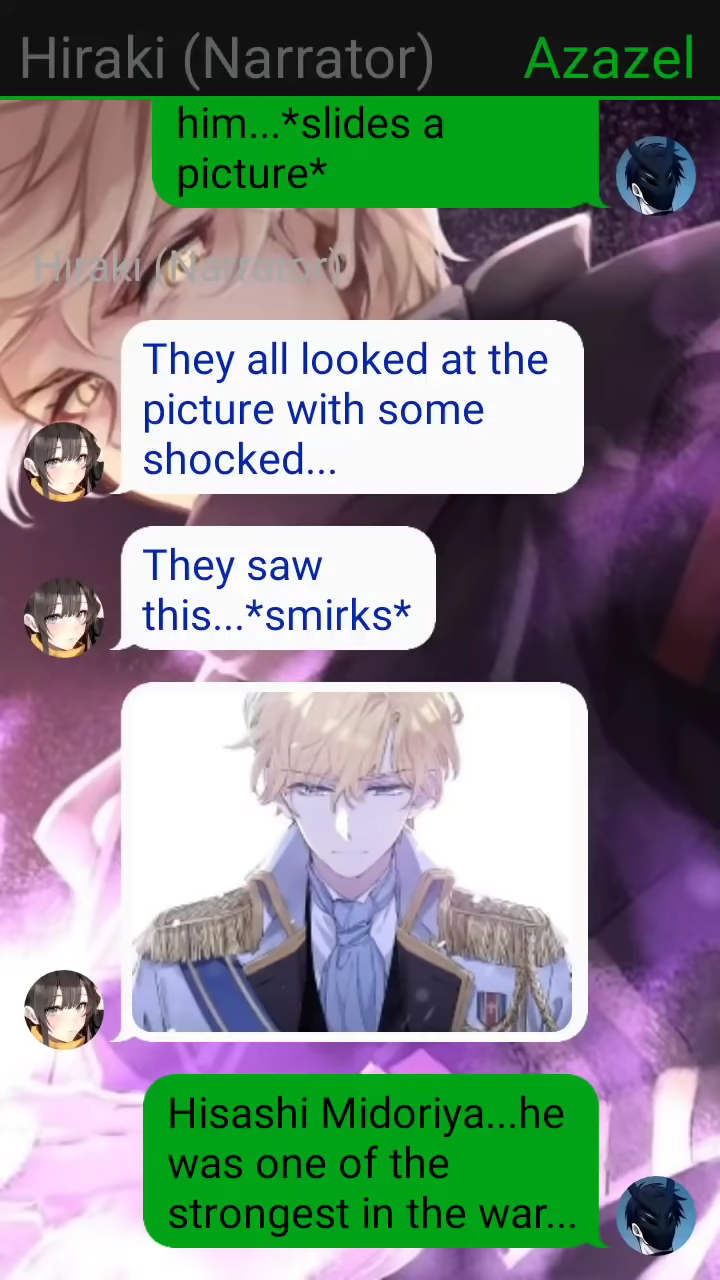 Hiraki (Narrator) Azazel
him...*slides a
picture*
Hiraki (Narrator)
They all looked at the
picture with some
shocked...
They saw
this...*smirks*
Hisashi Midoriya...he
was one of the
strongest in the war...